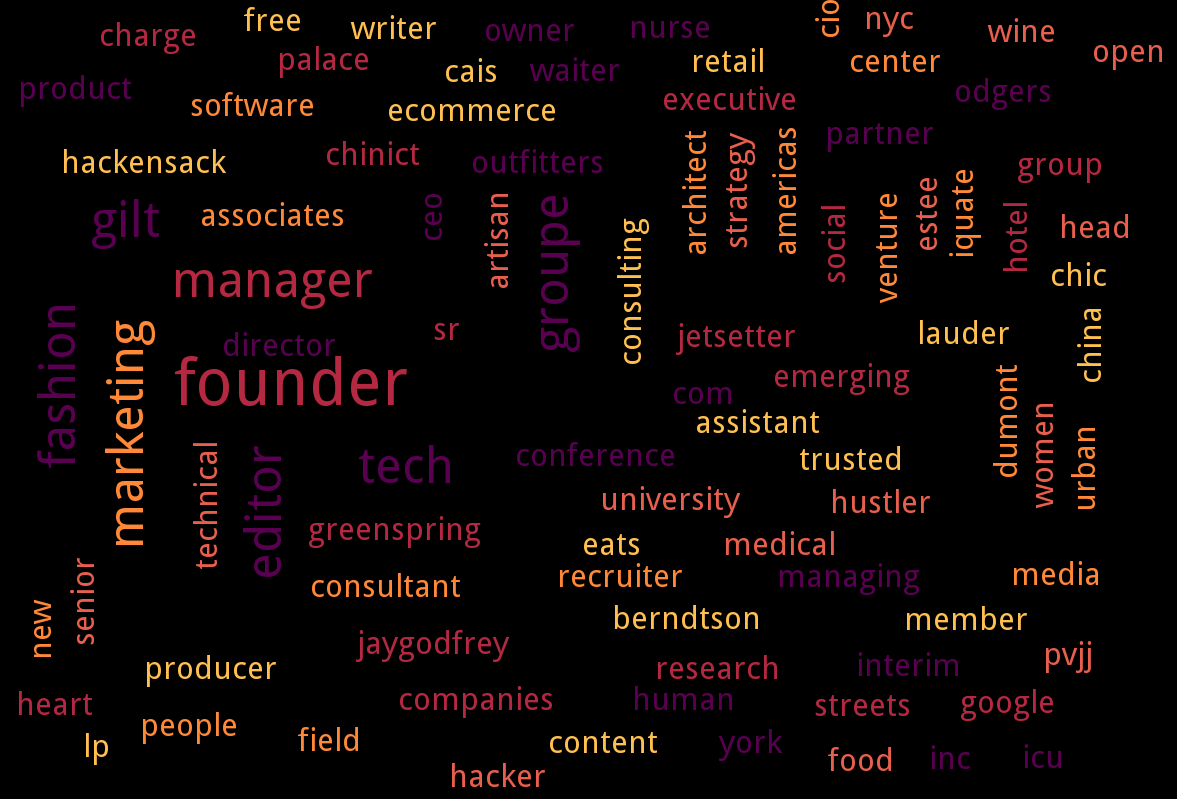 cio
free
nyc
writer
owner
nurse
wine
charge
open
palace
retail
center
cais
waiter
product
odgers
software
ecommerce
executive
partner
hackensack
chinict
outfitters
group
architect
strategy
americas
gilt
associates
ceo
artisan
groupe
consulting
social
venture
estee
iquate
hotel
head
manager
chic
director
sr
jetsetter
lauder
china
fashion
marketing
founder
com
emerging
assistant
dumont
women
urban
technical
editor
tech
conference
trusted
university
hustler
greenspring
eats
medical
consultant
recruiter
managing
media
new
senior
berndtson
member
jaygodfrey
producer
research
interim
pvjj
heart
companies
human
streets
google
people
lp
field
content
york
food
inc
icu
hacker